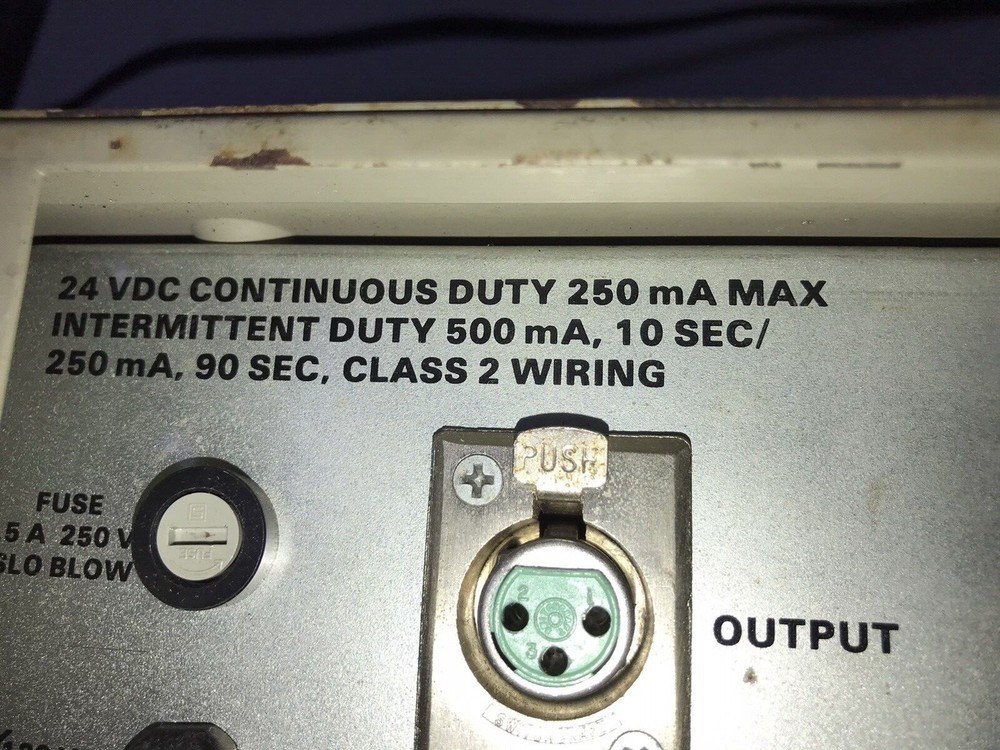 24 VDC CONTINUOUS DUTY 250 mA MAX
INTERMITTENT DUTY 500 mA, 10 SEC/
250 mA, 90 SEC, CLASS 2 WIRING
PUSH
FUSE
.5 A 250 V
SLO BLOW
FUSE
2 1
3
OUTPUT